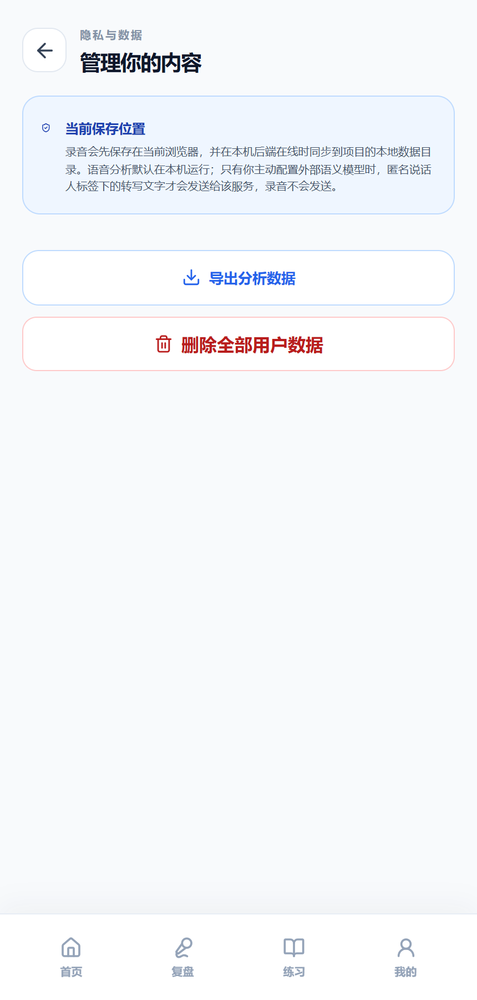 隐私与数据
管理你的内容
当前保存位置
录音会先保存在当前浏览器，并在本机后端在线时同步到项目的本地数据目
录。语音分析默认在本机运行；只有你主动配置外部语义模型时，匿名说话
人标签下的转写文字才会发送给该服务，录音不会发送。
导出分析数据
删除全部用户数据
首页
复盘
练习
我的